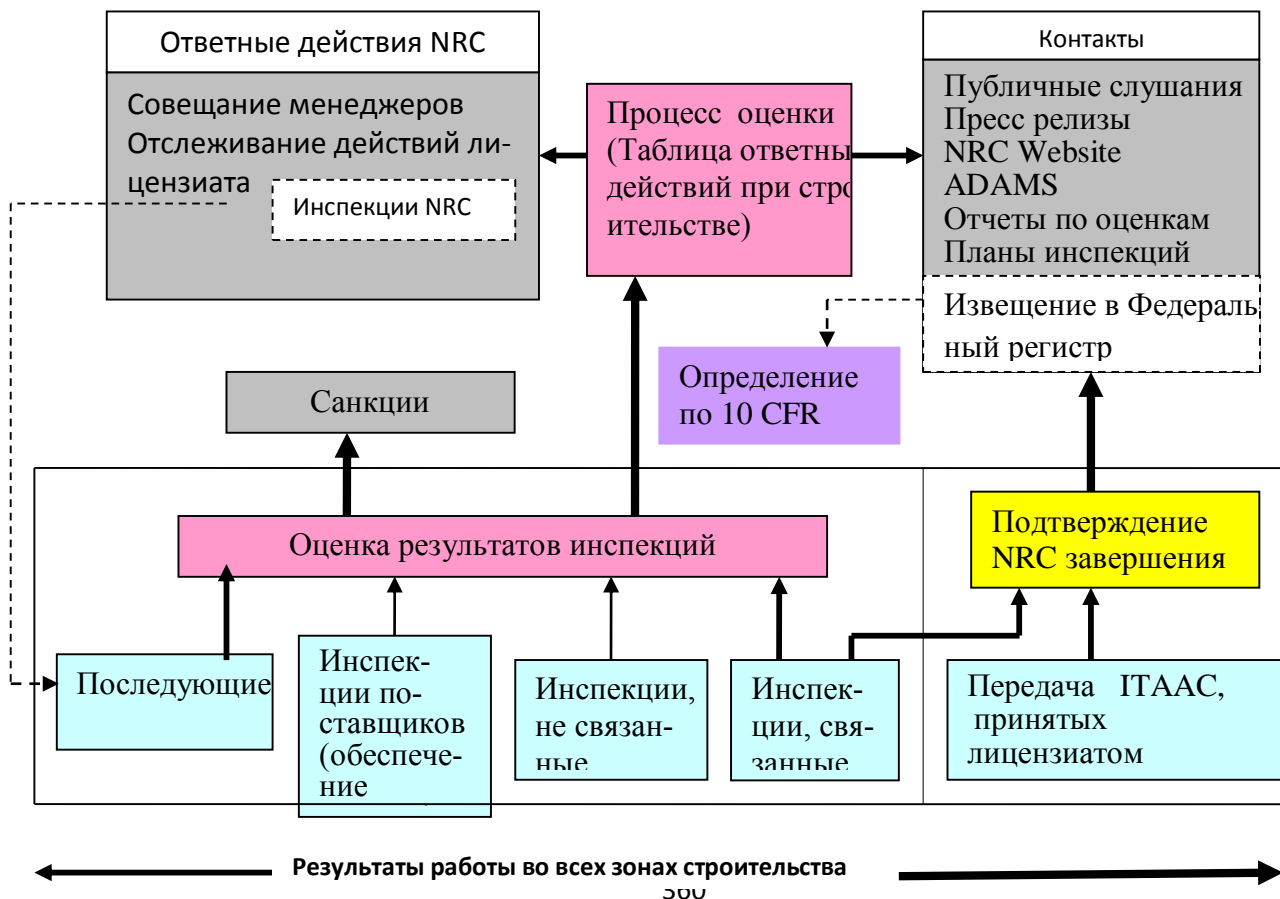 Ответные действия NRC
Совещание менеджеров
Отслеживание действий ли-
цензиата
Инспекции NRC
Процесс оценки
(Таблица ответны
действий при стро
ительстве)
Контакты
Публичные слушания
Пресс релизы
NRC Website
ADAMS
Отчеты по оценкам
Планы инспекций
Извещение в Федераль
ный регистр
Определение
по 10 CFR
Санкции
Оценка результатов инспекций
Подтверждение
NRC завершения
Последующие
Инспек-
ции по-
ставщиков
(обеспече-
ние
Инспекции,
не связан-
ные
Инспек-
ции, свя-
занные
Передача ITAAC,
принятых
лицензиатом
Результаты работы во всех зонах строительства
360